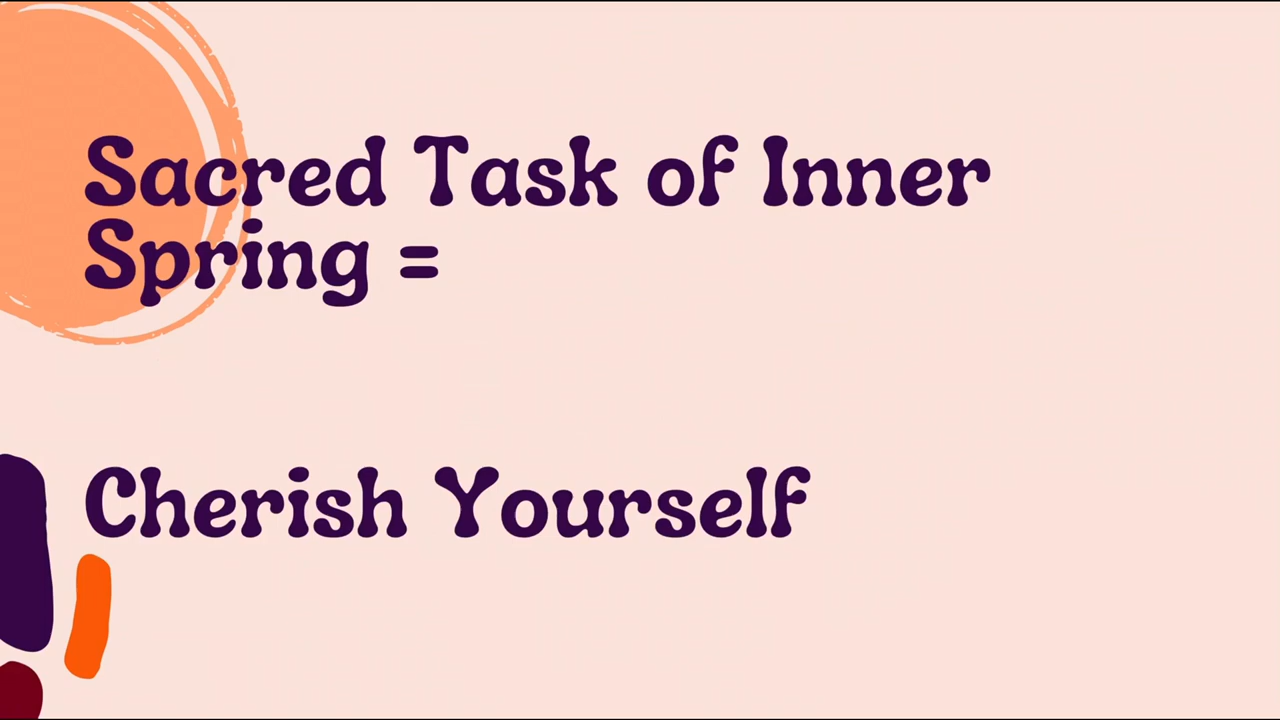 Sacred Task of Inner
Spring =
Cherish Yourself